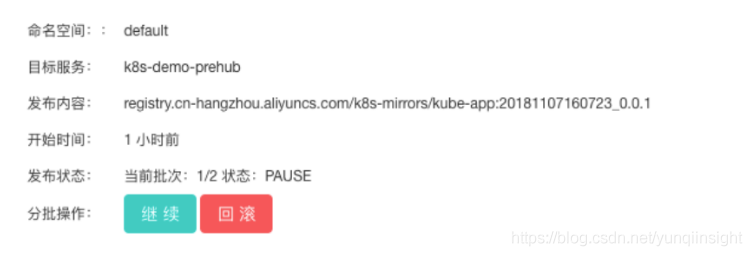 命名空间：： default
目标服务： k8s-demo-prehub
发布内容： registry.cn-hangzhou.aliyuncs.com/k8s-mirrors/kube-app:20181107160723_0.0.1
开始时间： 1 小时前
发布状态： 当前批次：1/2 状态：PAUSE
分批操作： 继 续 回 滚
https://blog.csdn.net/yunqiinsight